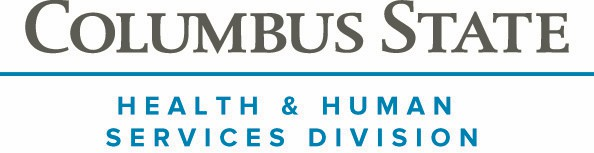 COLUMBUS STATE
HEALTH & HUMAN
SERVICES DIVISION